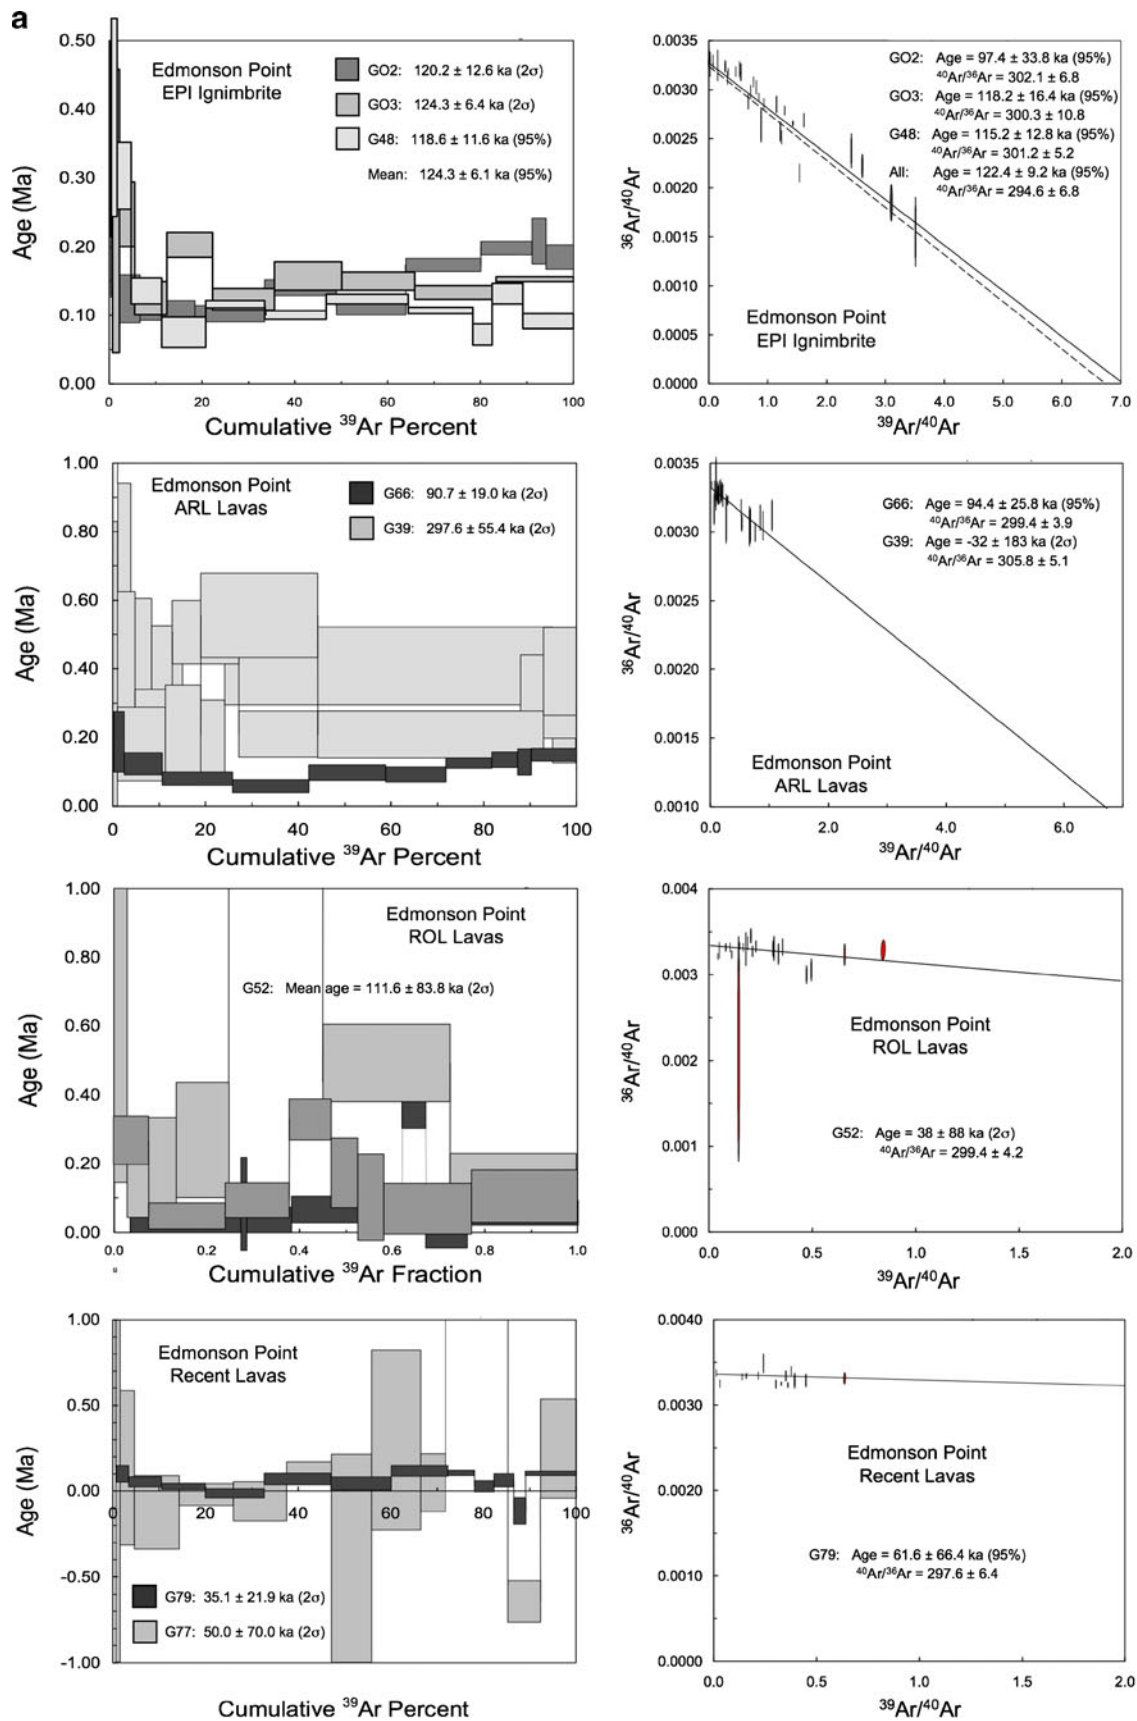 a
0.50
0.40
0.30
0.20
0.10
0.00
Age (Ma)
Edmonson Point
EPI Ignimbrite
GO2: 120.2 ± 12.6 ka (2σ)
GO3: 124.3 ± 6.4 ka (2σ)
G48: 118.6 ± 11.6 ka (95%)
Mean: 124.3 ± 6.1 ka (95%)
0 20 40 60 80 100
Cumulative ³⁹Ar Percent
0.0035
0.0030
0.0025
0.0020
0.0015
0.0010
0.0005
0.0000
³⁶Ar/⁴⁰Ar
GO2: Age = 97.4 ± 33.8 ka (95%)
⁴⁰Ar/³⁶Ar = 302.1 ± 6.8
GO3: Age = 118.2 ± 16.4 ka (95%)
⁴⁰Ar/³⁶Ar = 300.3 ± 10.8
G48: Age = 115.2 ± 12.8 ka (95%)
⁴⁰Ar/³⁶Ar = 301.2 ± 5.2
All: Age = 122.4 ± 9.2 ka (95%)
⁴⁰Ar/³⁶Ar = 294.6 ± 6.8
Edmonson Point
EPI Ignimbrite
0.0 1.0 2.0 3.0 4.0 5.0 6.0 7.0
³⁹Ar/⁴⁰Ar
1.00
0.80
0.60
0.40
0.20
0.00
Age (Ma)
Edmonson Point
ARL Lavas
G66: 90.7 ± 19.0 ka (2σ)
G39: 297.6 ± 55.4 ka (2σ)
0 20 40 60 80 100
Cumulative ³⁹Ar Percent
0.0035
0.0030
0.0025
0.0020
0.0015
0.0010
³⁶Ar/⁴⁰Ar
G66: Age = 94.4 ± 25.8 ka (95%)
⁴⁰Ar/³⁶Ar = 299.4 ± 3.9
G39: Age = -32 ± 183 ka (2σ)
⁴⁰Ar/³⁶Ar = 305.8 ± 5.1
Edmonson Point
ARL Lavas
0.0 2.0 4.0 6.0
³⁹Ar/⁴⁰Ar
1.00
0.80
0.60
0.40
0.20
0.00
Age (Ma)
Edmonson Point
ROL Lavas
G52: Mean age = 111.6 ± 83.8 ka (2σ)
0.0 0.2 0.4 0.6 0.8 1.0
Cumulative ³⁹Ar Fraction
0.004
0.003
0.002
0.001
0.000
³⁶Ar/⁴⁰Ar
Edmonson Point
ROL Lavas
G52: Age = 38 ± 88 ka (2σ)
⁴⁰Ar/³⁶Ar = 299.4 ± 4.2
0.0 0.5 1.0 1.5 2.0
³⁹Ar/⁴⁰Ar
1.00
0.50
0.00
-0.50
-1.00
Age (Ma)
Edmonson Point
Recent Lavas
0 20 40 60 80 100
G79: 35.1 ± 21.9 ka (2σ)
G77: 50.0 ± 70.0 ka (2σ)
Cumulative ³⁹Ar Percent
0.0040
0.0030
0.0020
0.0010
0.0000
³⁶Ar/⁴⁰Ar
Edmonson Point
Recent Lavas
G79: Age = 61.6 ± 66.4 ka (95%)
⁴⁰Ar/³⁶Ar = 297.6 ± 6.4
0.0 0.5 1.0 1.5 2.0
³⁹Ar/⁴⁰Ar